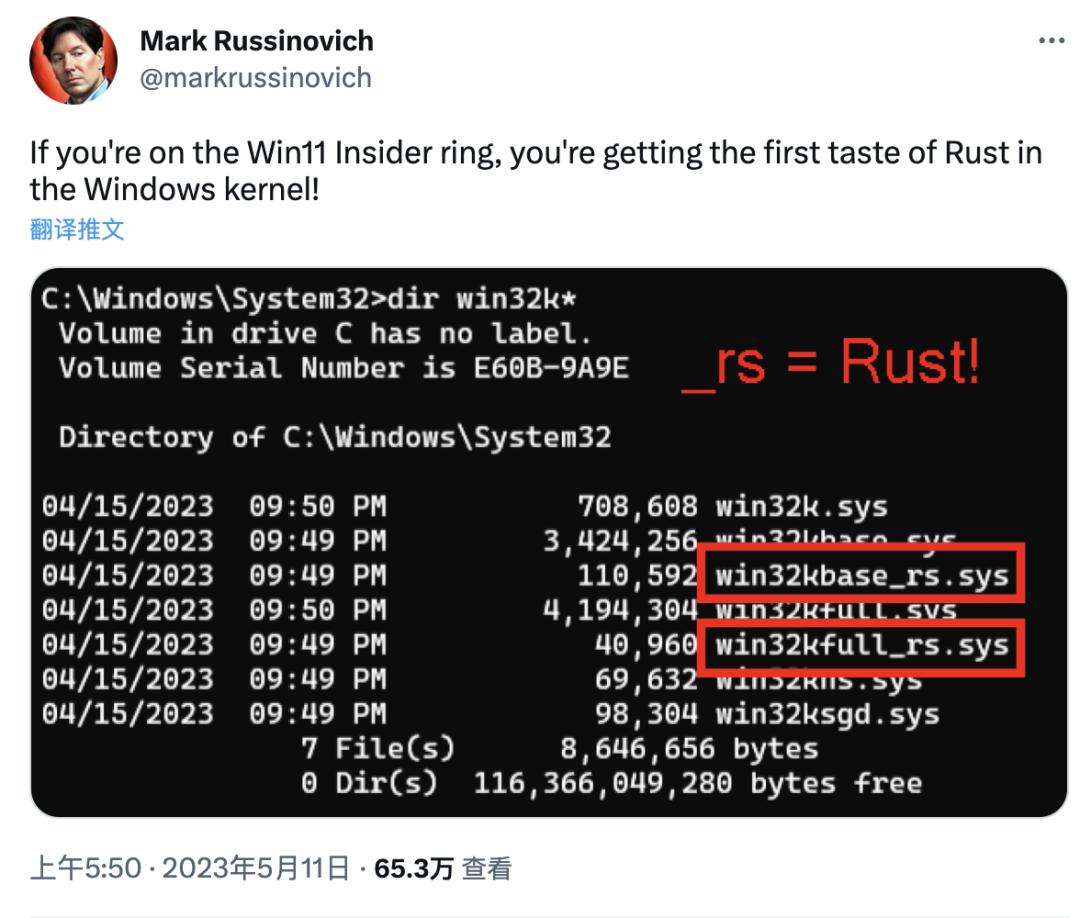 Mark Russinovich
@markrussinovich
If you're on the Win11 Insider ring, you're getting the first taste of Rust in
the Windows kernel!
翻译推文
C:\Windows\System32>dir win32k*
Volume in drive C has no label.
Volume Serial Number is E60B-9A9E
_rs = Rust!
Directory of C:\Windows\System32
04/15/2023 09:50 PM 708,608 win32k.sys
04/15/2023 09:49 PM 3,424,256 win32kbase.sys
04/15/2023 09:49 PM 110,592 win32kbase_rs.sys
04/15/2023 09:50 PM 4,194,304 win32kfull.sys
04/15/2023 09:49 PM 40,960 win32kfull_rs.sys
04/15/2023 09:49 PM 69,632 win32kns.sys
04/15/2023 09:49 PM 98,304 win32ksgd.sys
7 File(s) 8,646,656 bytes
0 Dir(s) 116,366,049,280 bytes free
上午5:50 · 2023年5月11日 · 65.3万 查看